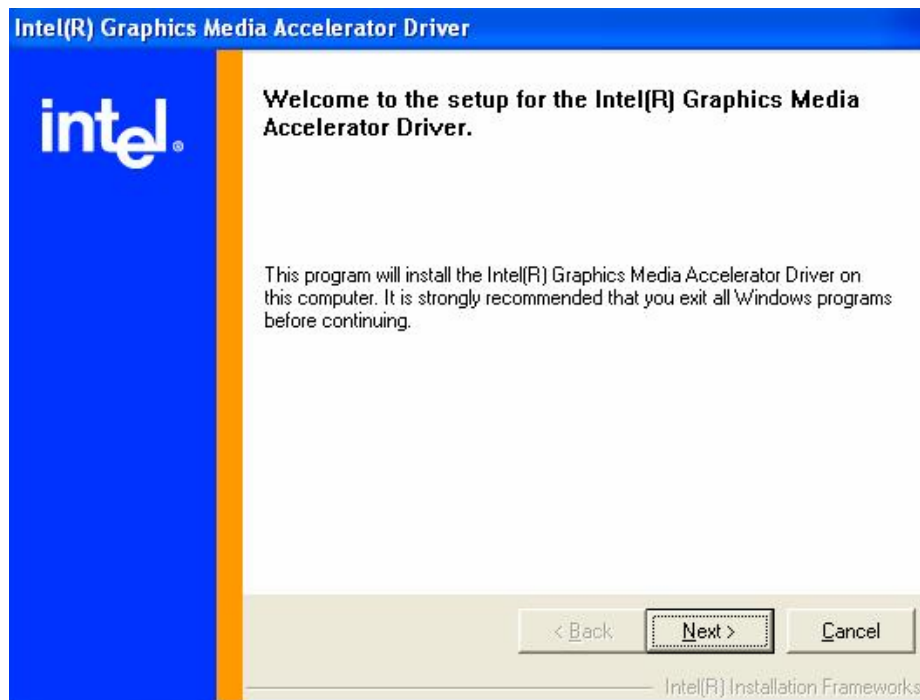 Intel(R) Graphics Media Accelerator Driver
intel®
Welcome to the setup for the Intel(R) Graphics Media
Accelerator Driver.
This program will install the Intel(R) Graphics Media Accelerator Driver on
this computer. It is strongly recommended that you exit all Windows programs
before continuing.
< Back
Next >
Cancel
Intel(R) Installation Frameworks